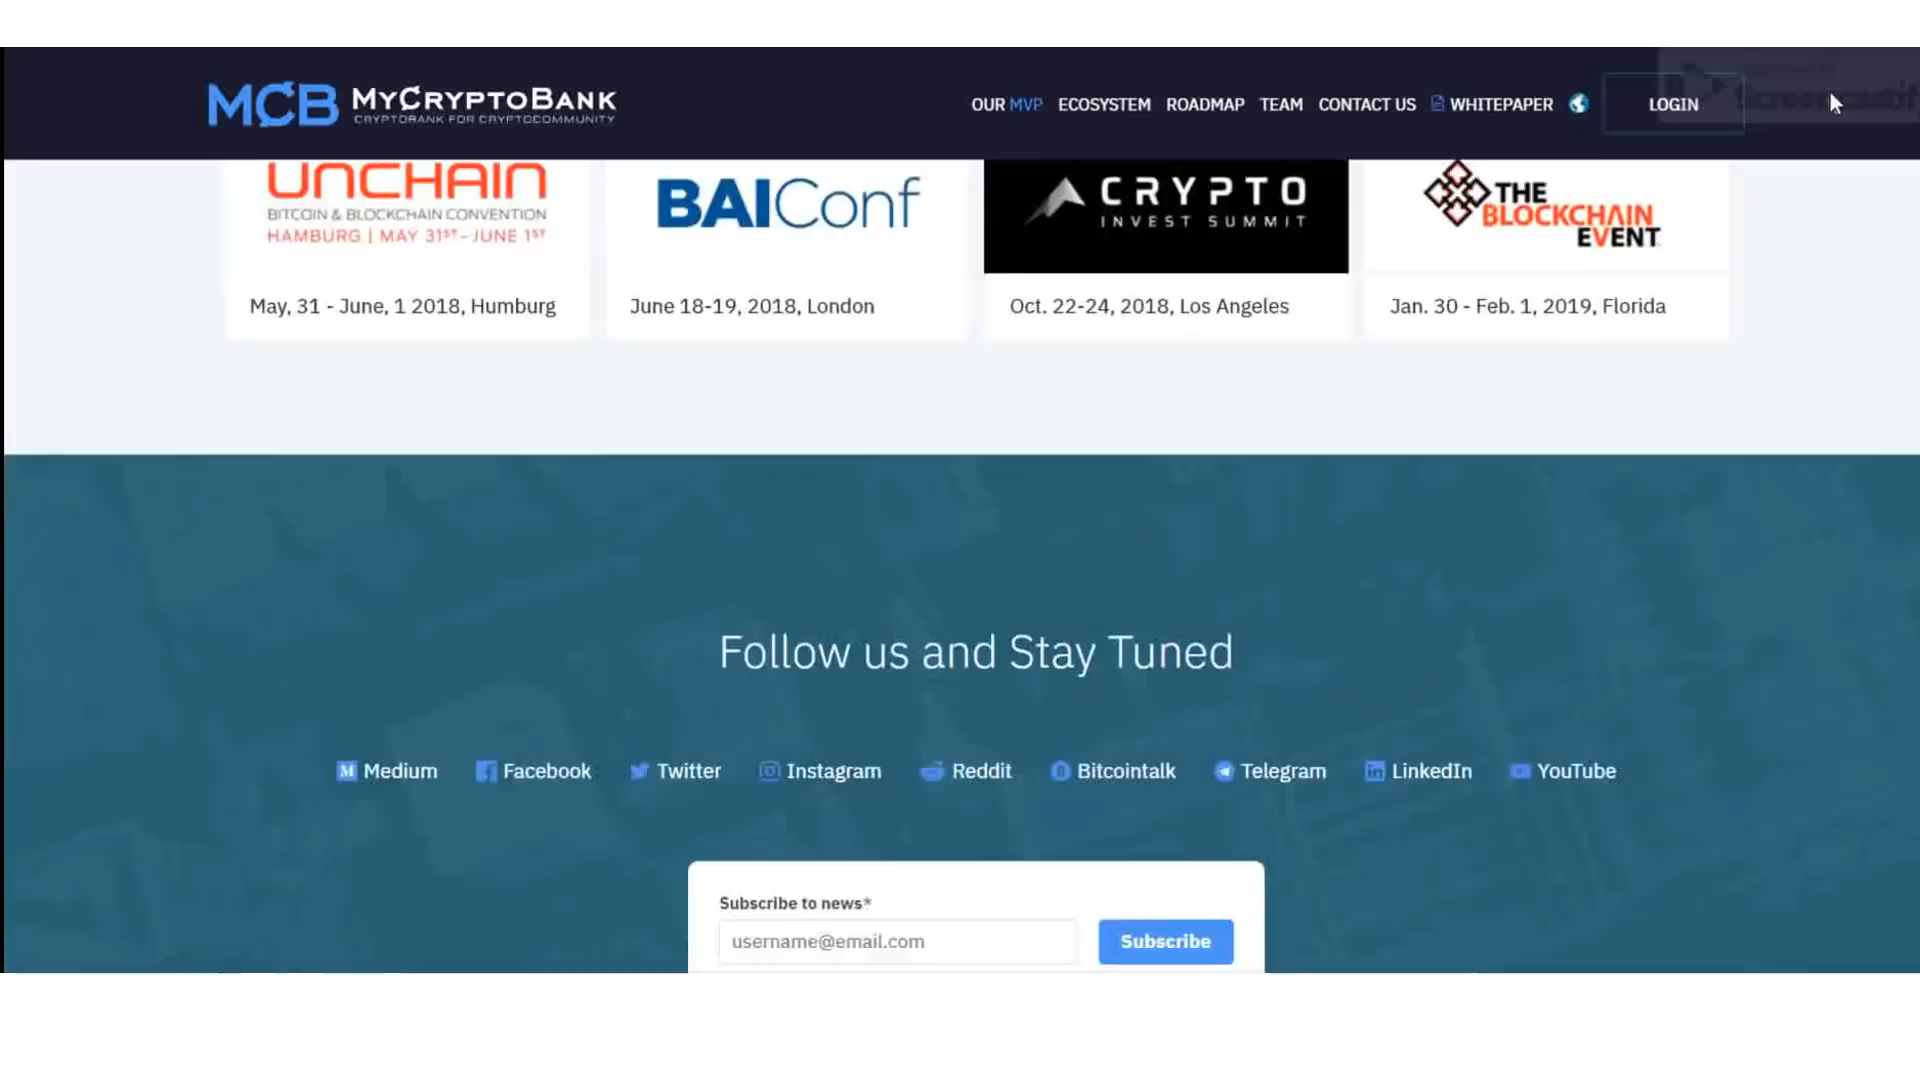 MCB MYCRYPTOBANK
CRYPTOBANK FOR CRYPTOCOMMUNITY
OUR MVP ECOSYSTEM ROADMAP TEAM CONTACT US WHITEPAPER LOGIN
UNCHAIN
BITCOIN & BLOCKCHAIN CONVENTION
HAMBURG | MAY 31ST - JUNE 1ST
BAIConf
CRYPTO
INVEST SUMMIT
THE
BLOCKCHAIN
EVENT
May, 31 - June, 1 2018, Humburg
June 18-19, 2018, London
Oct. 22-24, 2018, Los Angeles
Jan. 30 - Feb. 1, 2019, Florida
Follow us and Stay Tuned
Medium Facebook Twitter Instagram Reddit Bitcointalk Telegram LinkedIn YouTube
Subscribe to news*
username@email.com
Subscribe